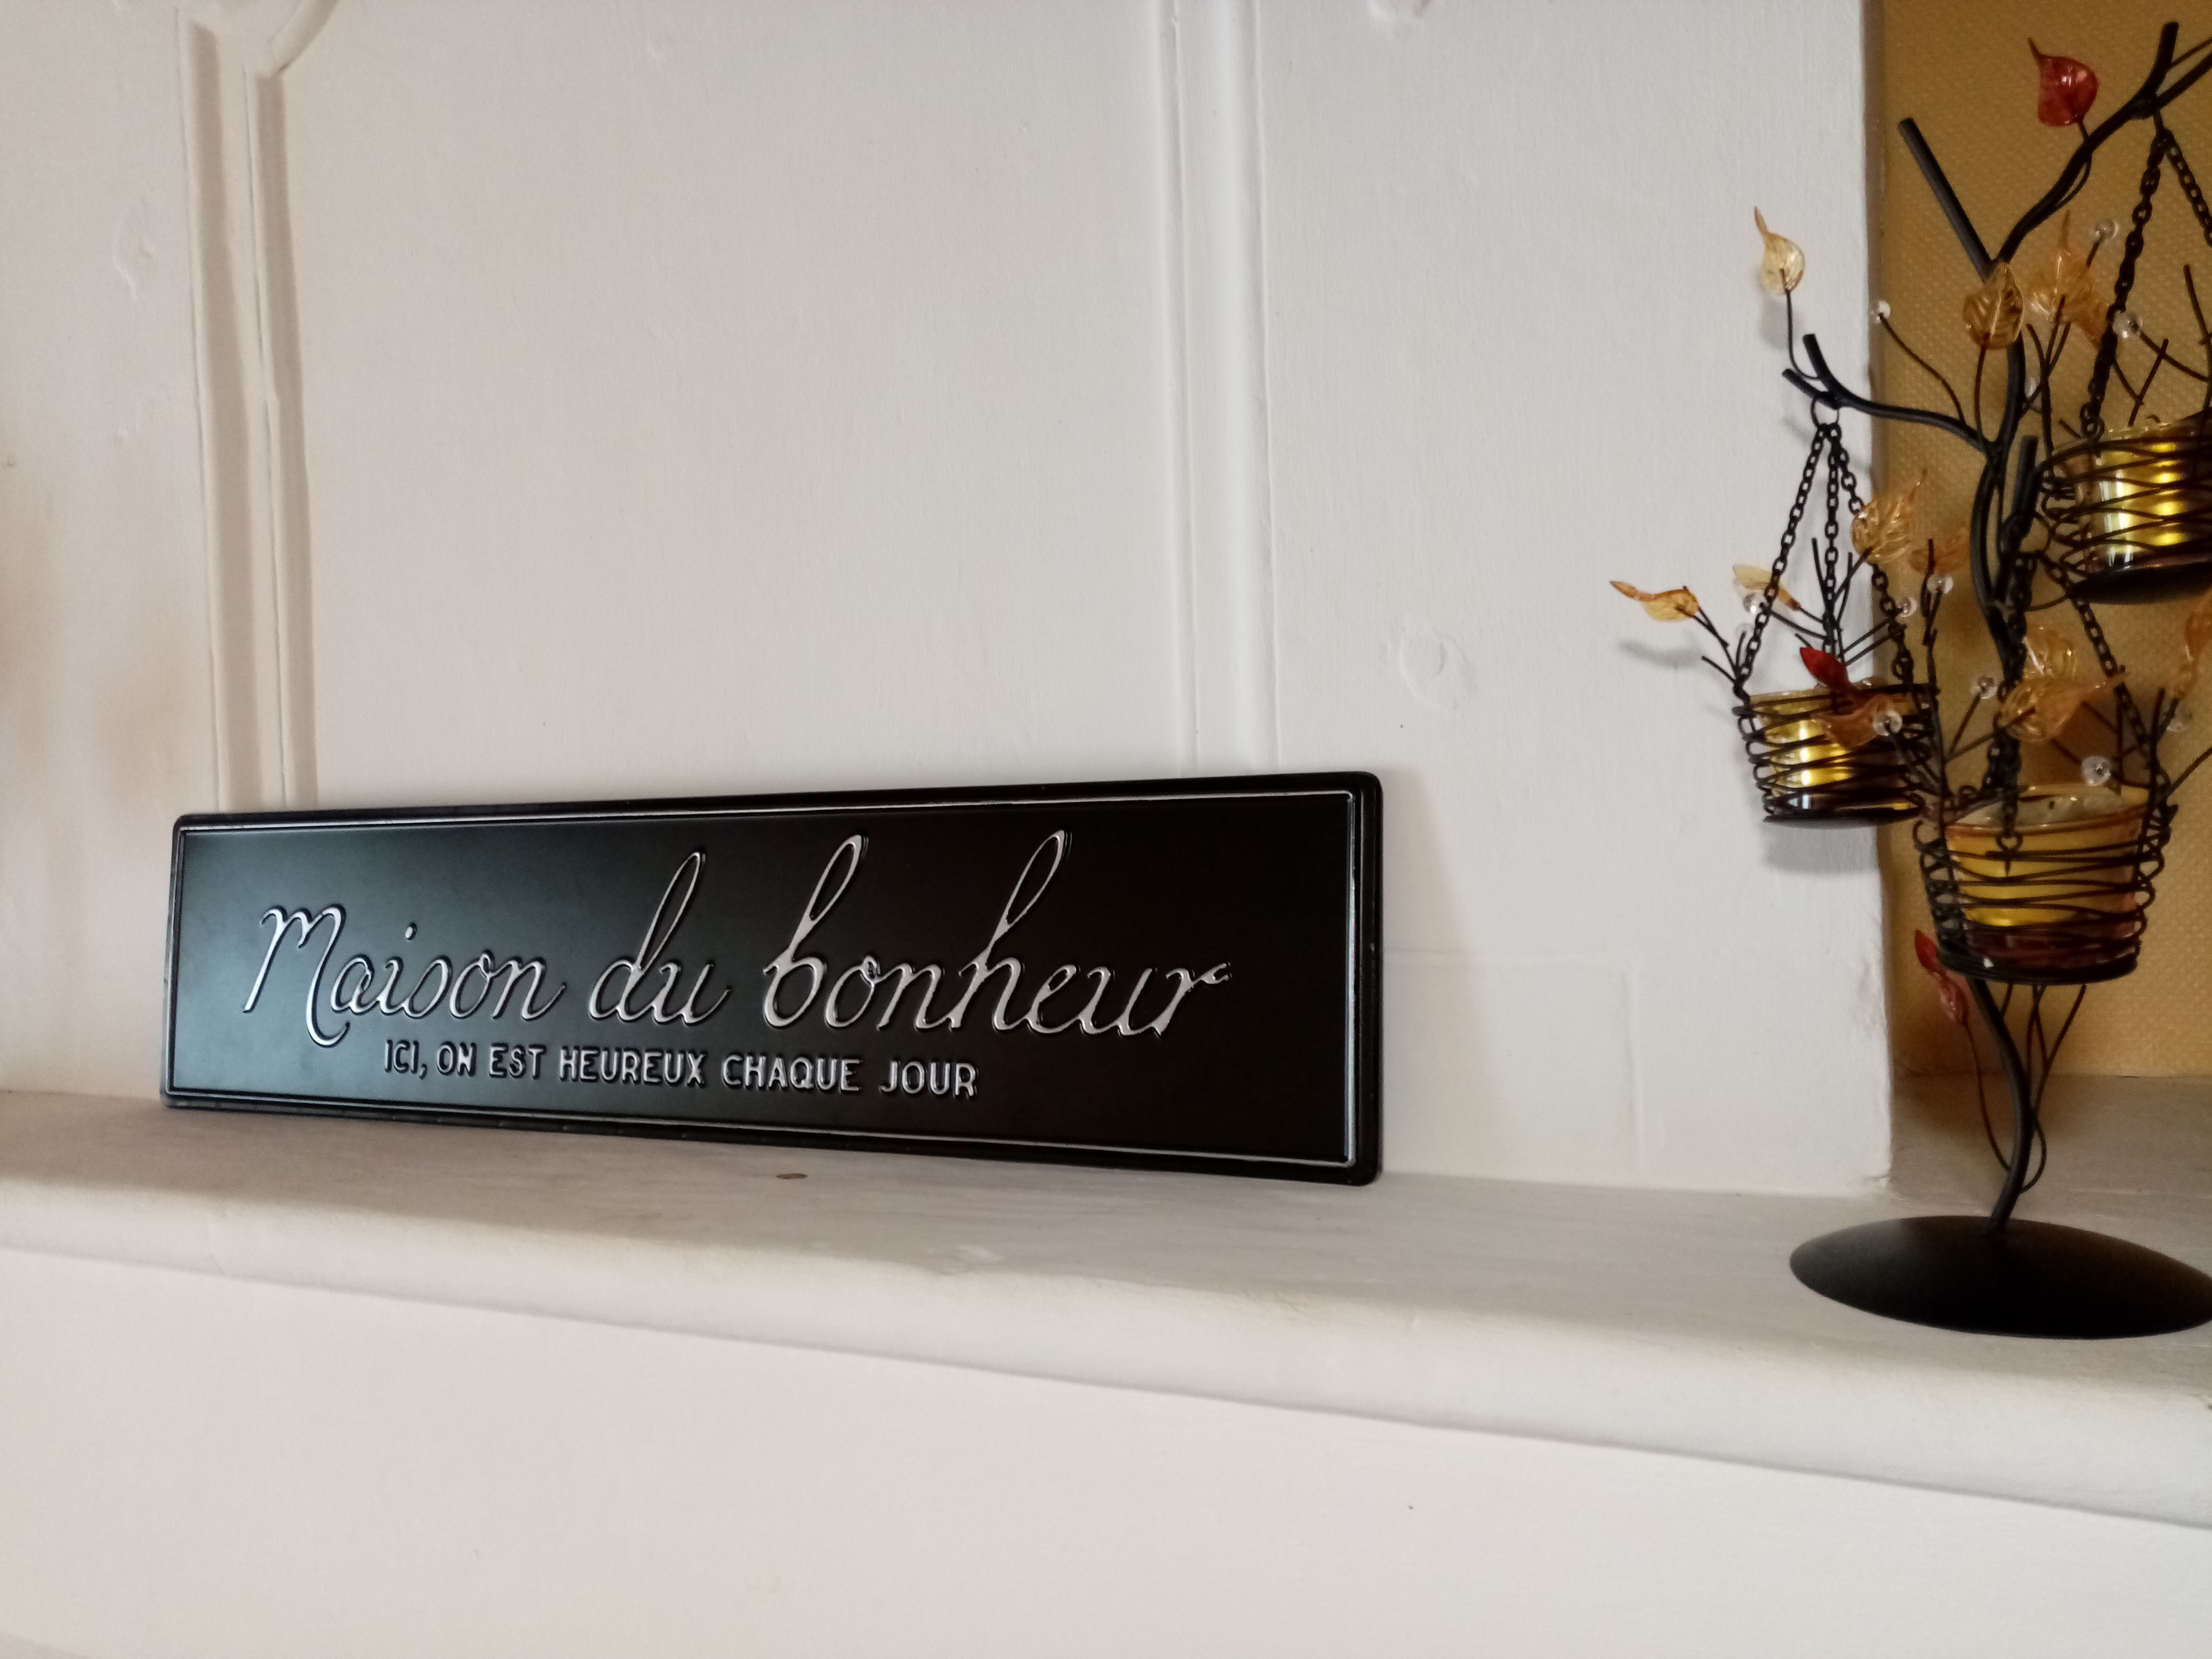 Maison du bonheur
ICI, ON EST HEUREUX CHAQUE JOUR